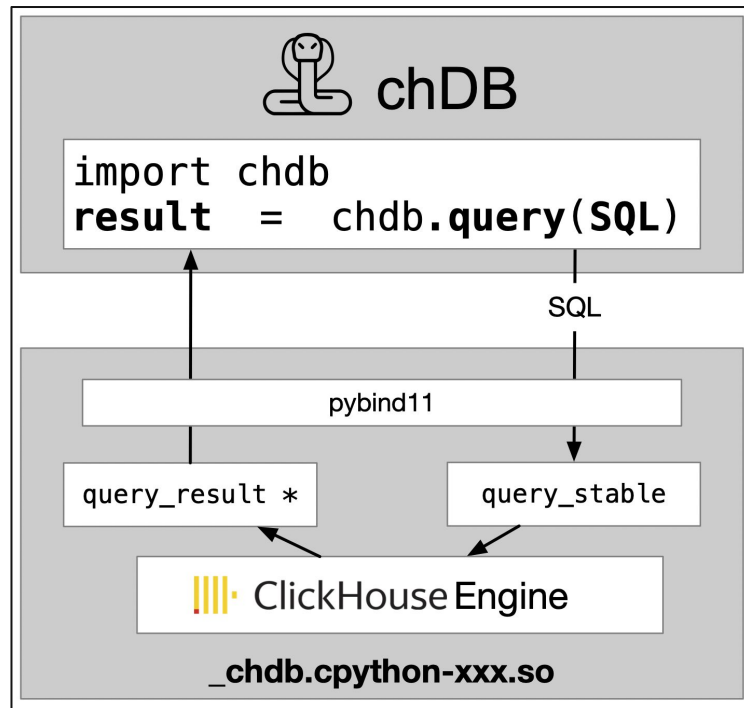 chDB
import chdb
result = chdb.query(SQL)
SQL
pybind11
query_result *
query_stable
ClickHouse Engine
_chdb.cpython-xxx.so